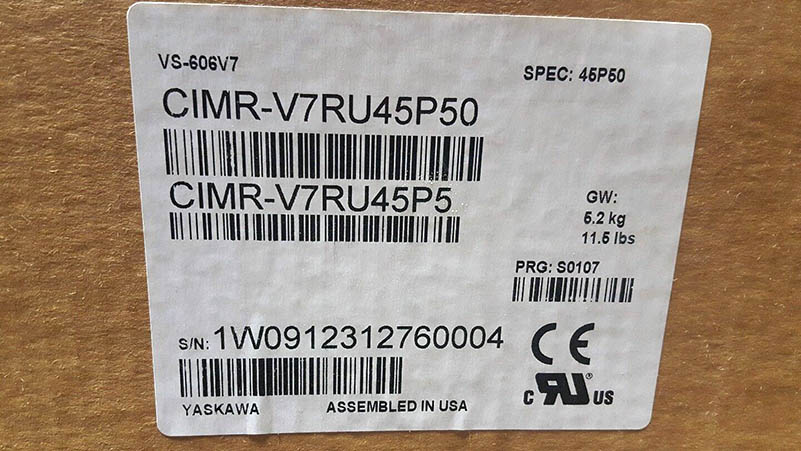 VS-606V7
SPEC: 45P50
CIMR-V7RU45P50
CIMR-V7RU45P5
GW:
5.2 kg
11.5 lbs
PRG: S0107
S/N: 1W0912312760004
CE
C RU ® US
YASKAWA ASSEMBLED IN USA